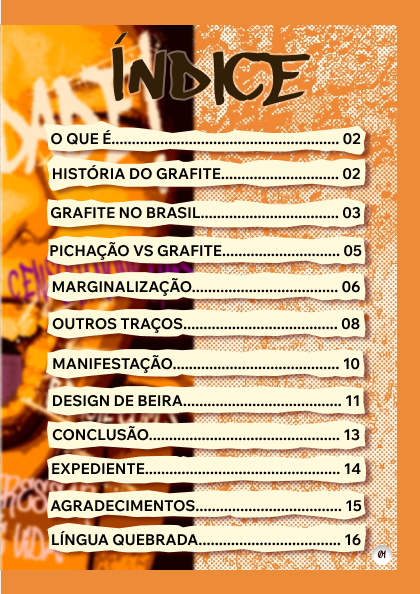 ÍNDICE
O QUE É........................................................ 02
HISTÓRIA DO GRAFITE............................. 02
GRAFITE NO BRASIL................................... 03
PICHAÇÃO VS GRAFITE............................. 05
MARGINALIZAÇÃO.................................... 06
OUTROS TRAÇOS...................................... 08
MANIFESTAÇÃO......................................... 10
DESIGN DE BEIRA....................................... 11
CONCLUSÃO............................................... 13
EXPEDIENTE................................................ 14
AGRADECIMENTOS.................................... 15
LÍNGUA QUEBRADA................................... 16
01